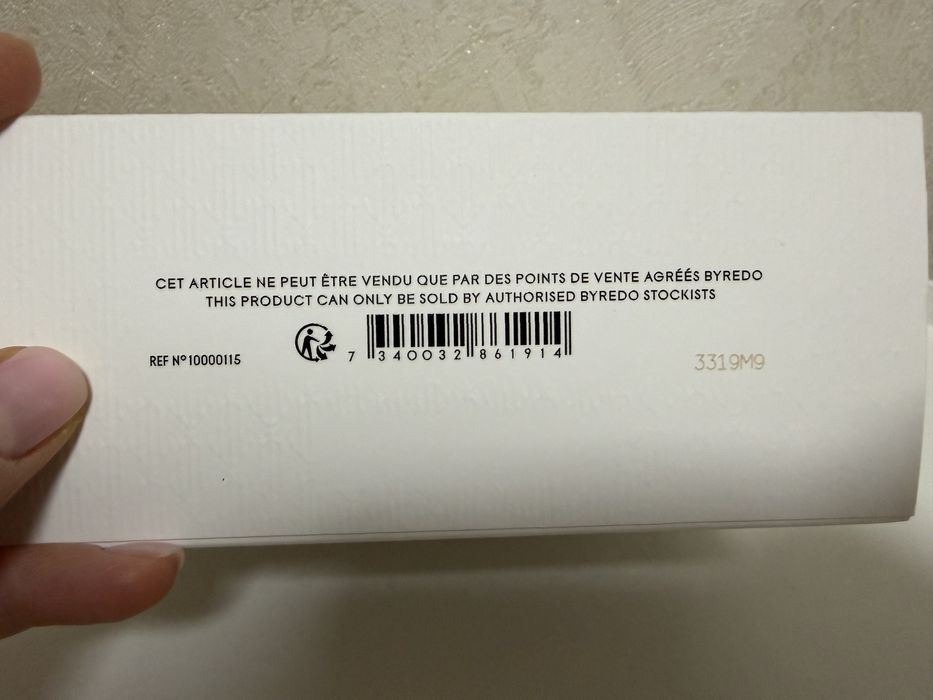 CET ARTICLE NE PEUT ÊTRE VENDU QUE PAR DES POINTS DE VENTE AGRÉÉS BYREDO
THIS PRODUCT CAN ONLY BE SOLD BY AUTHORISED BYREDO STOCKISTS
REF Nº10000115
7 340032 861914
3319M9